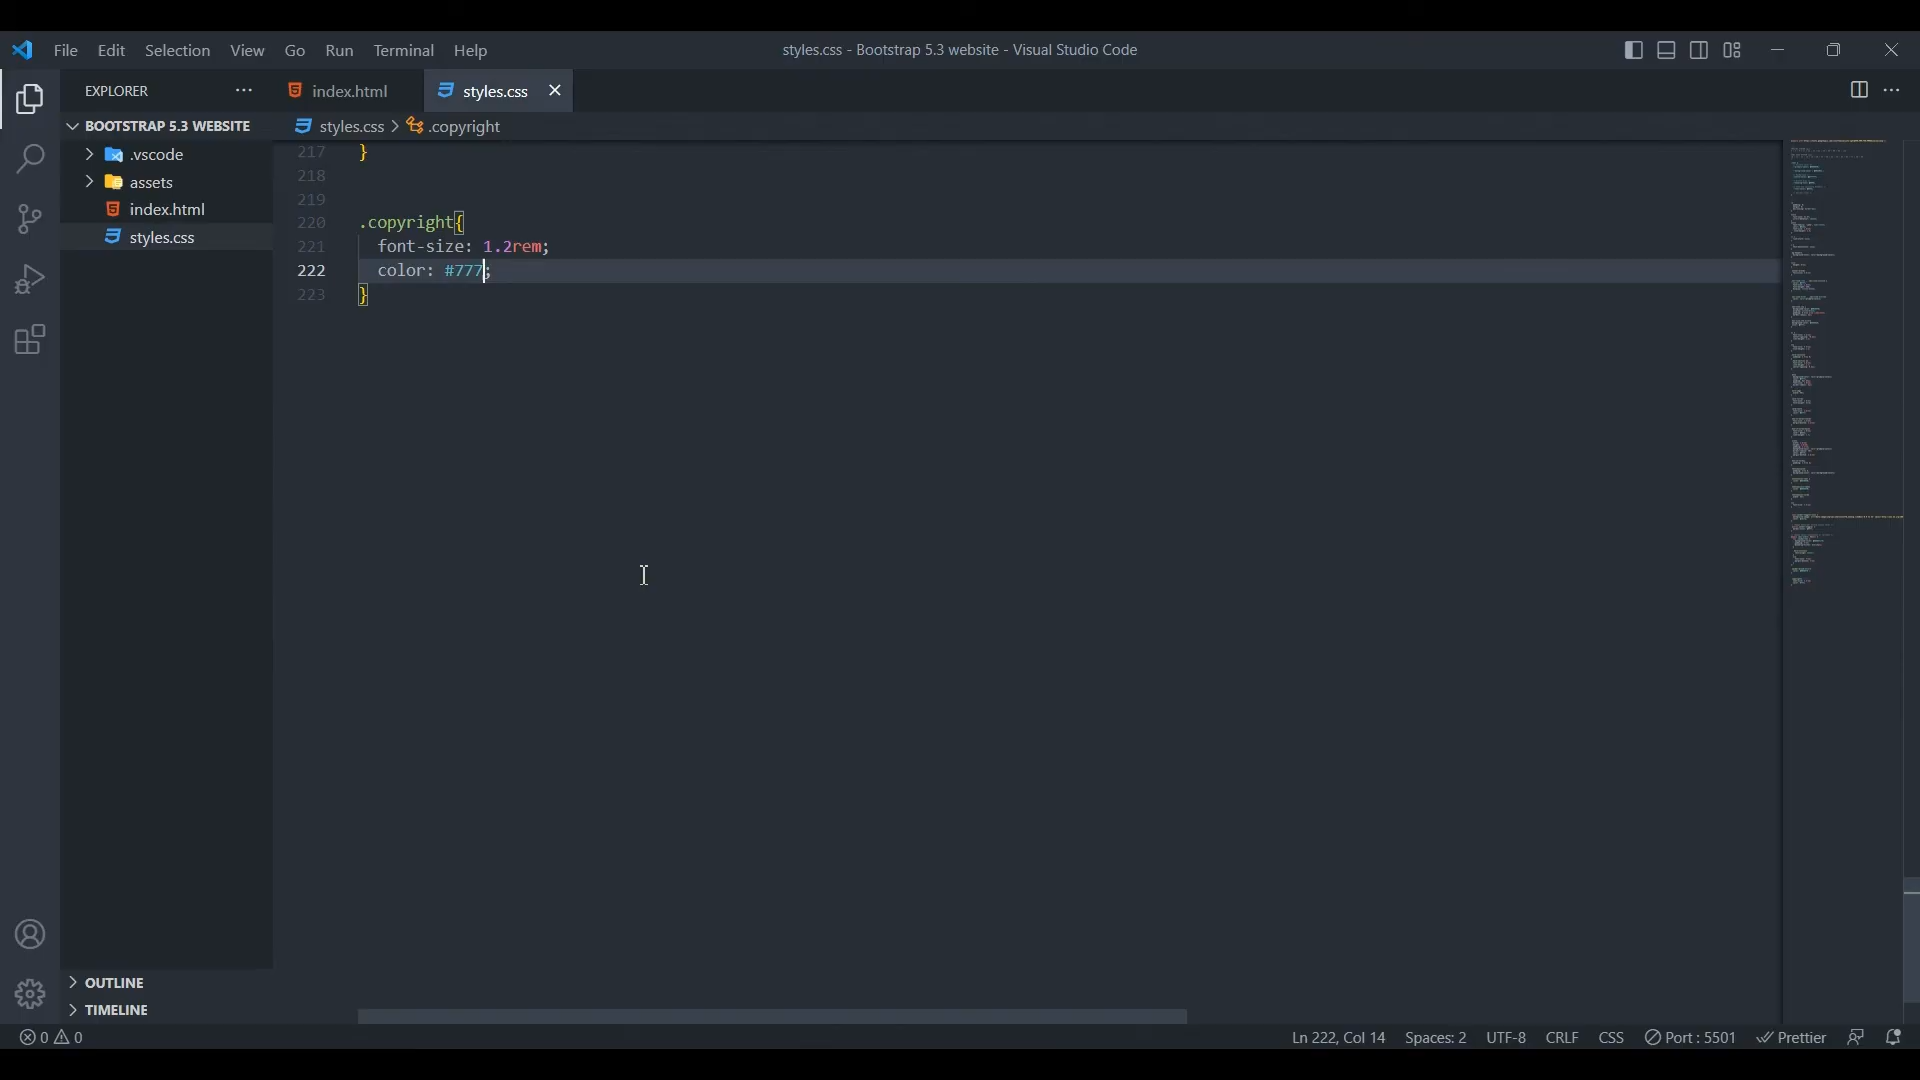 File Edit Selection View Go Run Terminal Help
styles.css - Bootstrap 5.3 website - Visual Studio Code
EXPLORER
index.html
styles.css
BOOTSTRAP 5.3 WEBSITE
styles.css > .copyright
.vscode
assets
index.html
styles.css
217 }
218
219
220 .copyright{
221 font-size: 1.2rem;
222 color: #777;
223 }
OUTLINE
TIMELINE
0 0
Ln 222, Col 14 Spaces: 2 UTF-8 CRLF CSS Port : 5501 Prettier